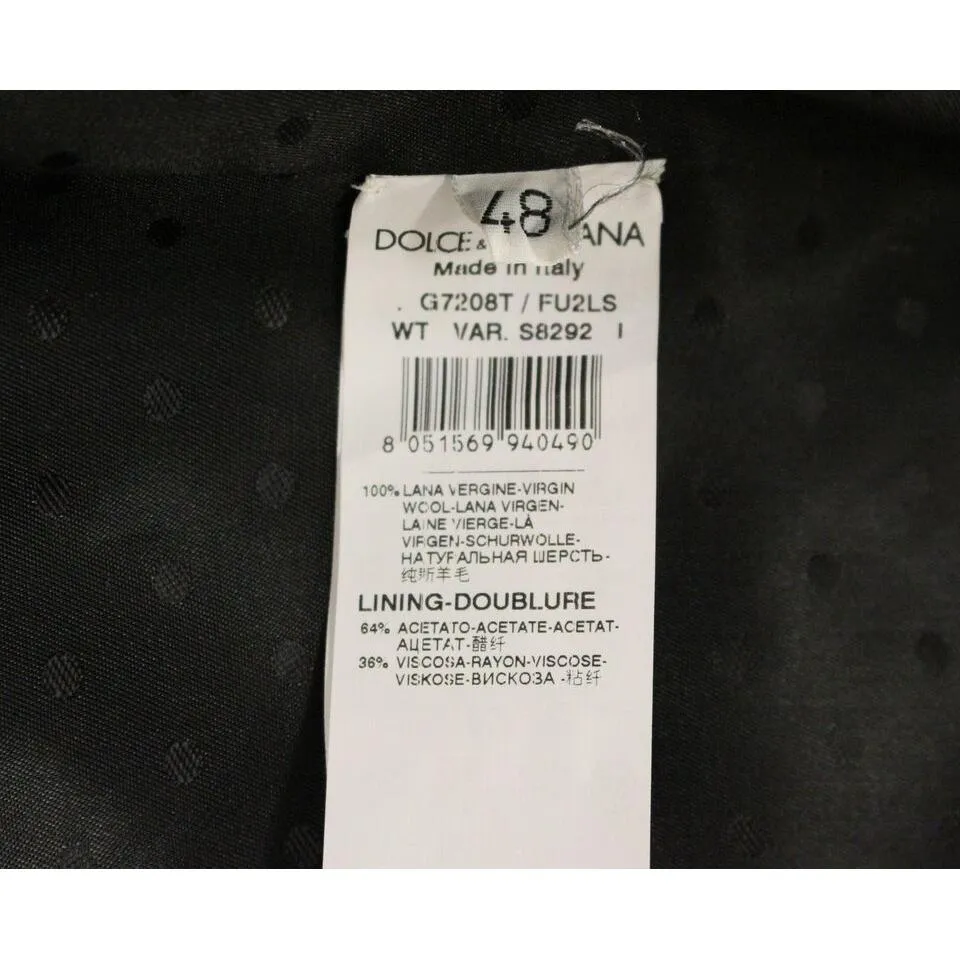 48
DOLCE & ANA
Made in Italy
. G7208T / FU2LS
WT VAR. S8292 I
8 051569 940490
100% LANA VERGINE-VIRGIN
WOOL-LANA VIRGEN-
LAINE VIERGE-LÀ
VIRGEN-SCHURWOLLE-
НАТУРАЛЬНАЯ ШЕРСТЬ-
纯新羊毛
LINING-DOUBLURE
64% ACETATO-ACETATE-ACETAT-
АЦЕТАТ-醋纤
36% VISCOSA-RAYON-VISCOSE-
VISKOSE-ВИСКОЗА -粘纤